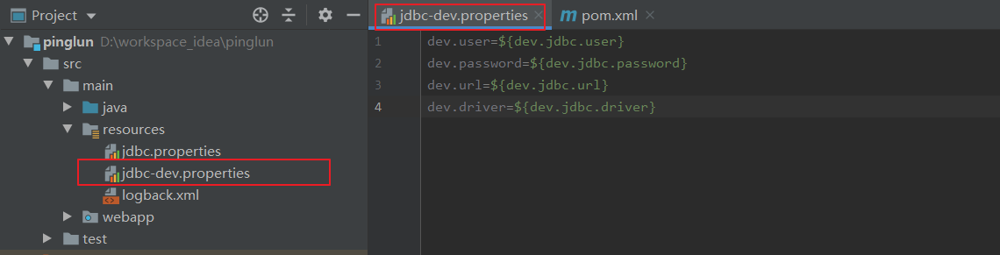 Project
pinglun D:\workspace_idea\pinglun
src
main
java
resources
jdbc.properties
jdbc-dev.properties
logback.xml
webapp
test
jdbc-dev.properties pom.xml
1 dev.user=${dev.jdbc.user}
2 dev.password=${dev.jdbc.password}
3 dev.url=${dev.jdbc.url}
4 dev.driver=${dev.jdbc.driver}